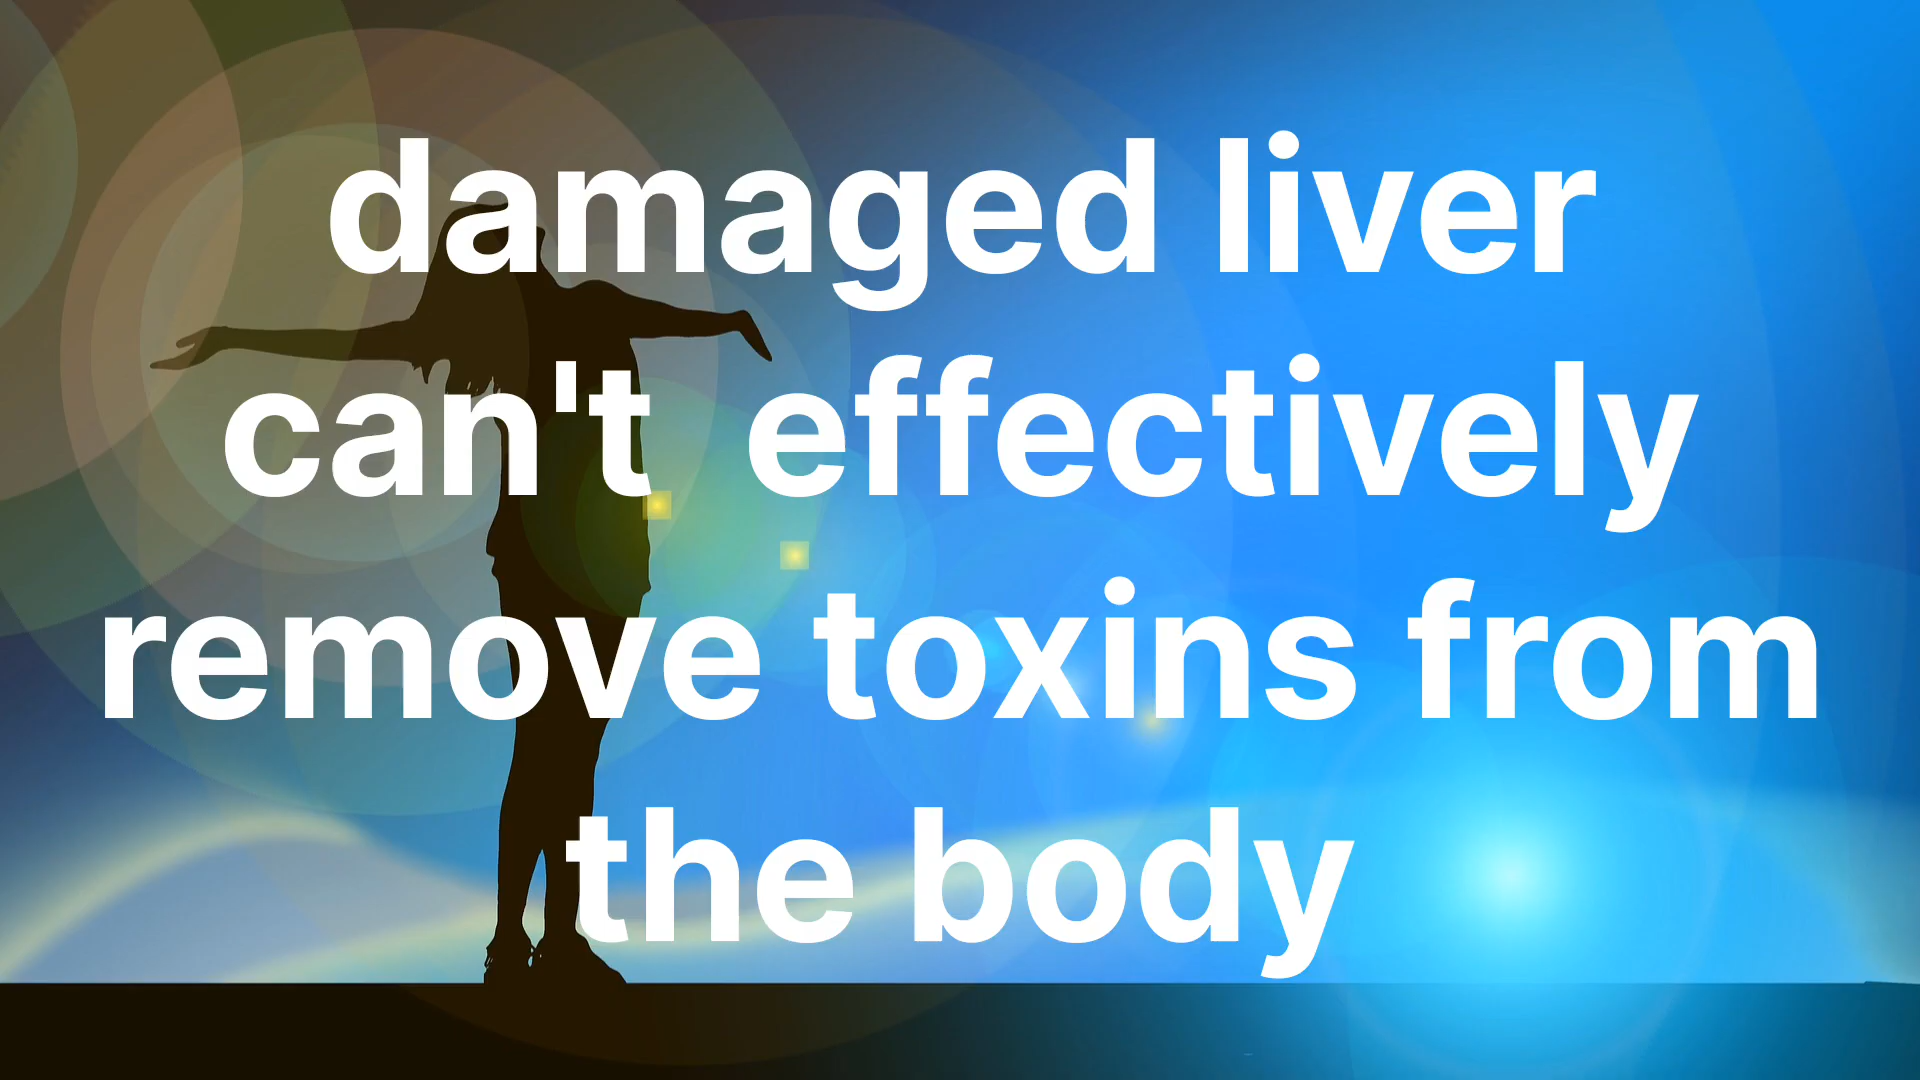 damaged liver
can't  effectively
remove toxins from
the body